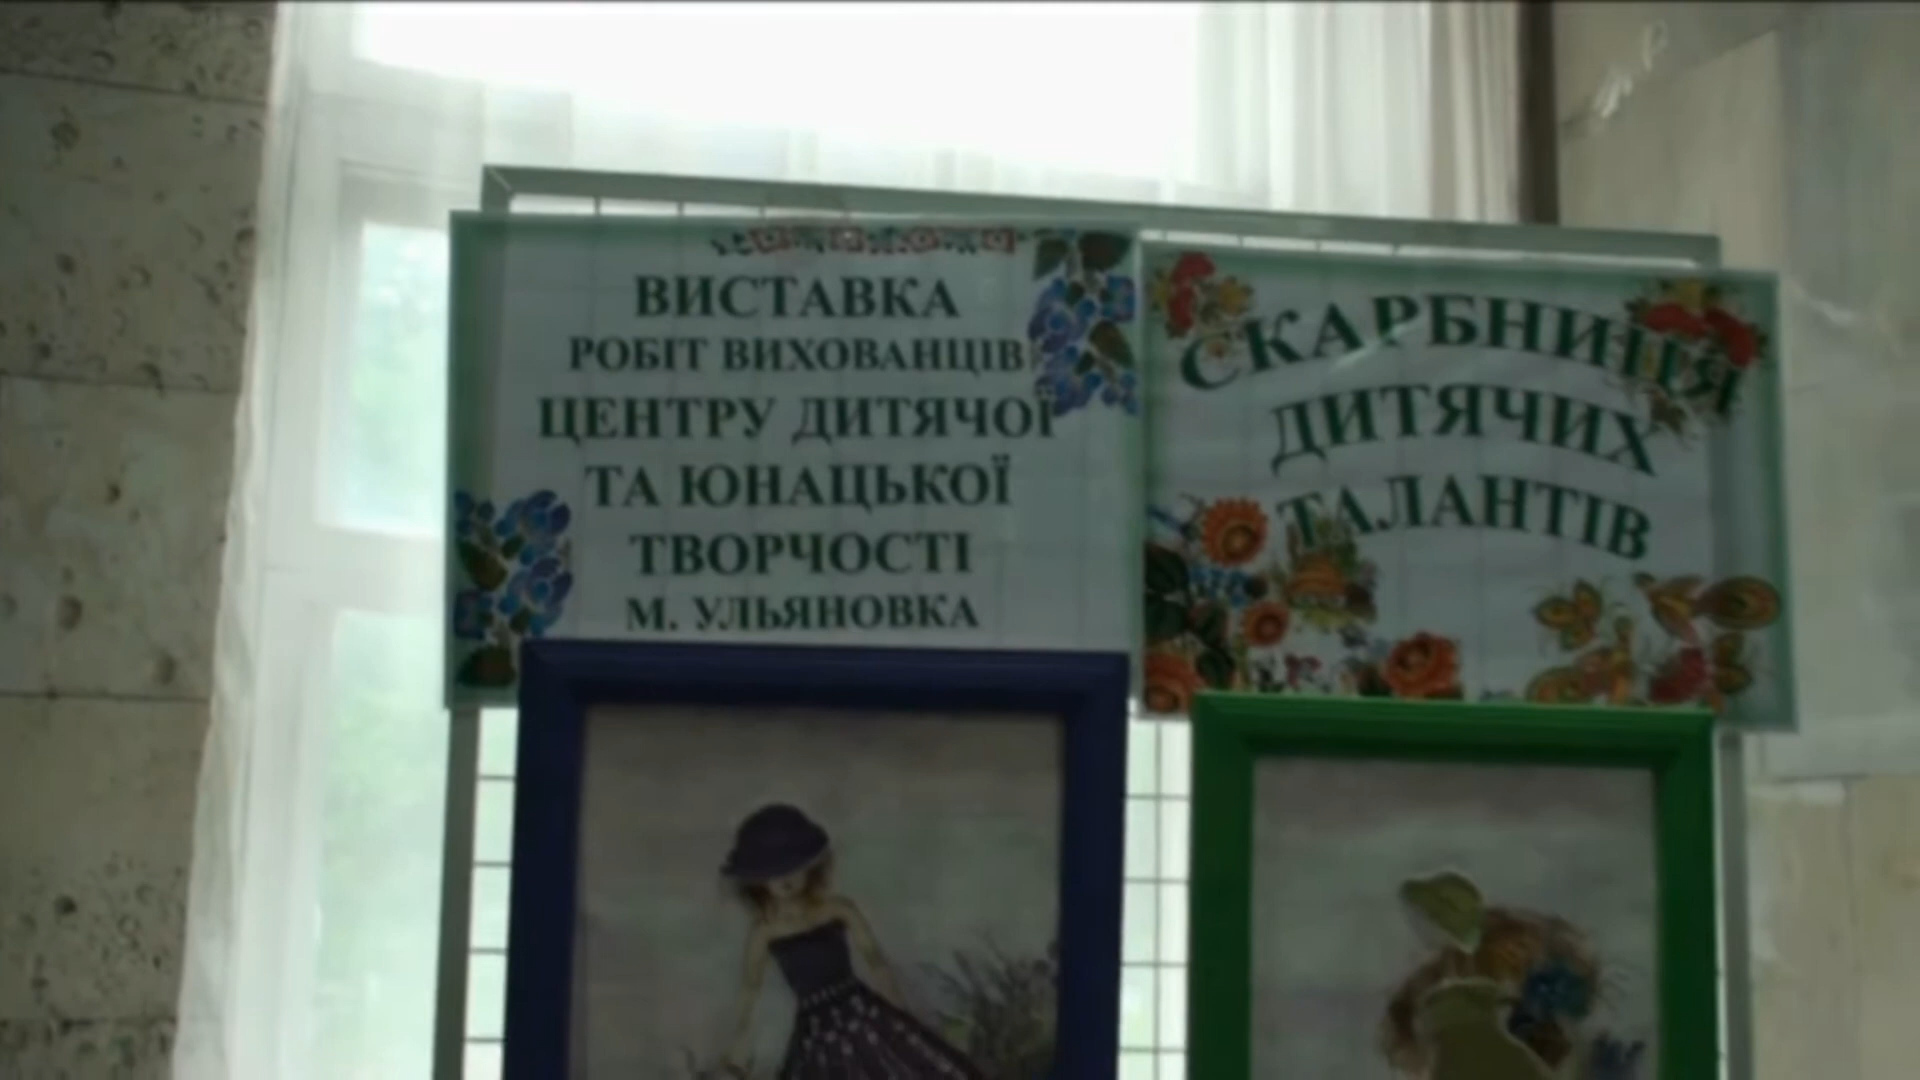 ВИСТАВКА
РОБІТ ВИХОВАНЦІВ
ЦЕНТРУ ДИТЯЧОЇ
ТА ЮНАЦЬКОЇ
ТВОРЧОСТІ
М. УЛЬЯНОВКА
СКАРБНИЦЯ
ДИТЯЧИХ
ТАЛАНТІВ